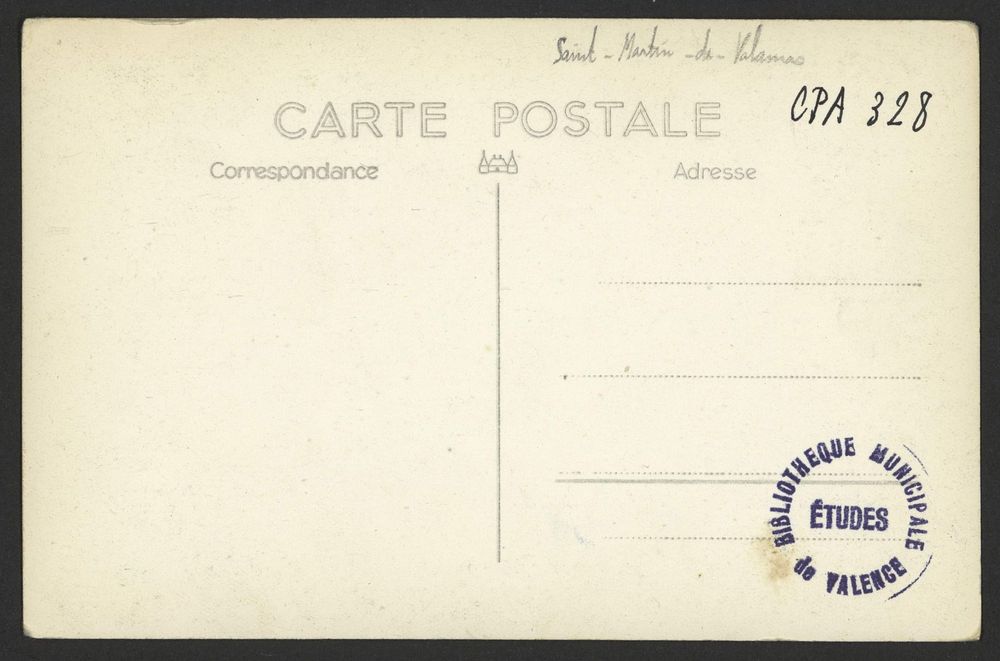 Saint-Martin-de-Valamas
CPA 328
CARTE POSTALE
Correspondance
Adresse
BIBLIOTHEQUE MUNICIPALE
ÉTUDES
de VALENCE